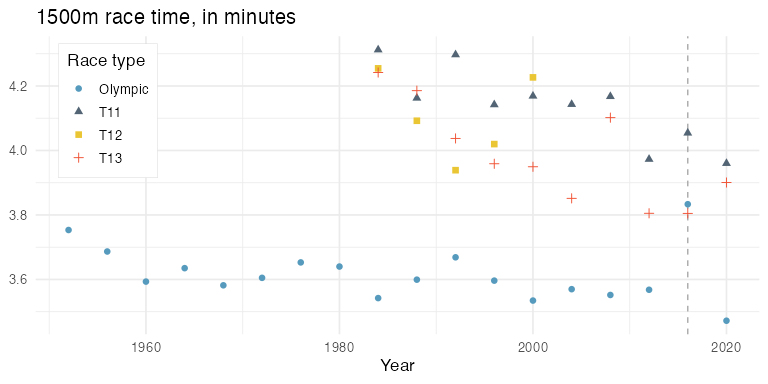 1500m race time, in minutes
Race type
Olympic
T11
T12
T13
4.2
4.0
3.8
3.6
1960 1980 2000 2020
Year